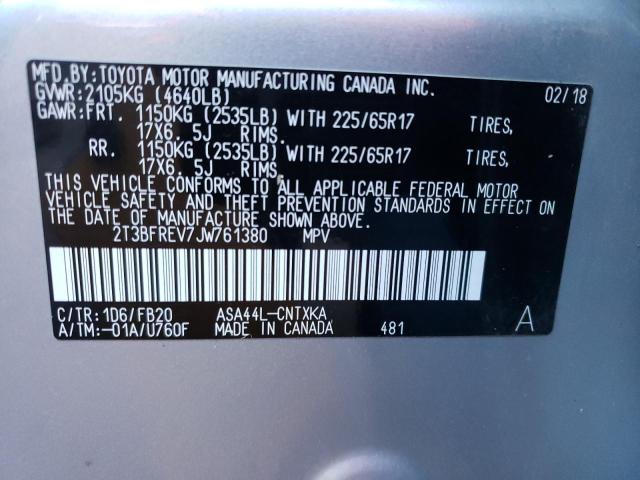 MFD.BY:TOYOTA MOTOR MANUFACTURING CANADA INC.
GVWR:2105KG (4640LB) 02/18
GAWR:FRT. 1150KG (2535LB) WITH 225/65R17 TIRES,
17X6.5J RIMS.
RR. 1150KG (2535LB) WITH 225/65R17 TIRES,
17X6.5J RIMS.
THIS VEHICLE CONFORMS TO ALL APPLICABLE FEDERAL MOTOR
VEHICLE SAFETY AND THEFT PREVENTION STANDARDS IN EFFECT ON
THE DATE OF MANUFACTURE SHOWN ABOVE.
2T3BFREV7JW761380 MPV
C/TR:1D6/FB20 ASA44L-CNTXKA
A/TM:-01A/U760F MADE IN CANADA 481 A